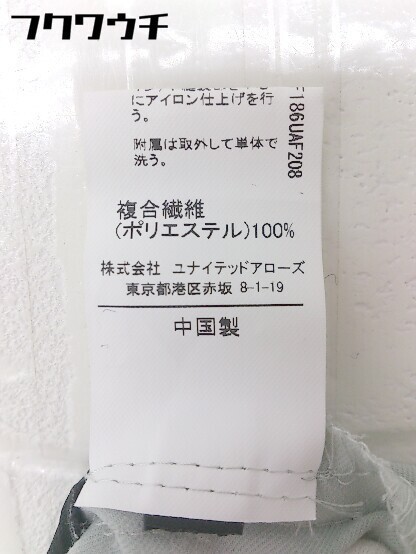 フクワウチ
にアイロン仕上げを行
う。
附属は取外して単体で
洗う。
186UAF208
複合繊維
(ポリエステル)100%
株式会社 ユナイテッドアローズ
東京都港区赤坂 8-1-19
中国製